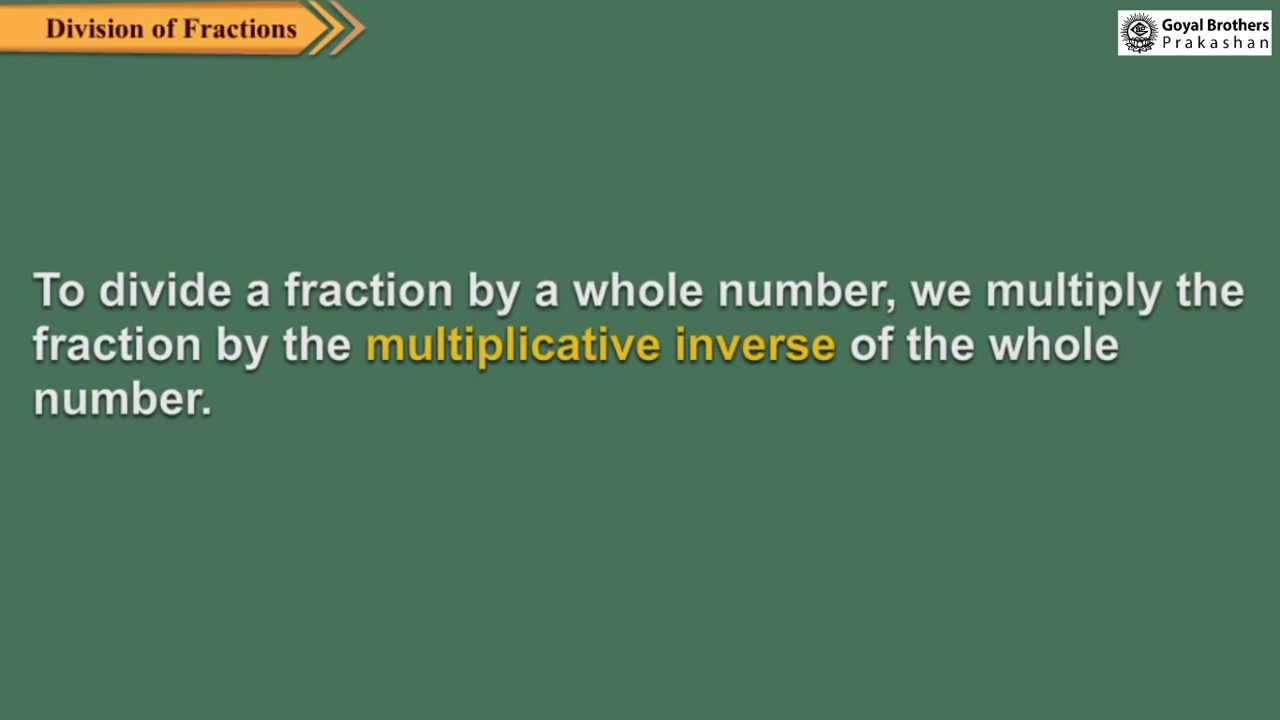 Division of Fractions
Goyal Brothers
Prakashan
To divide a fraction by a whole number, we multiply the
fraction by the multiplicative inverse of the whole
number.